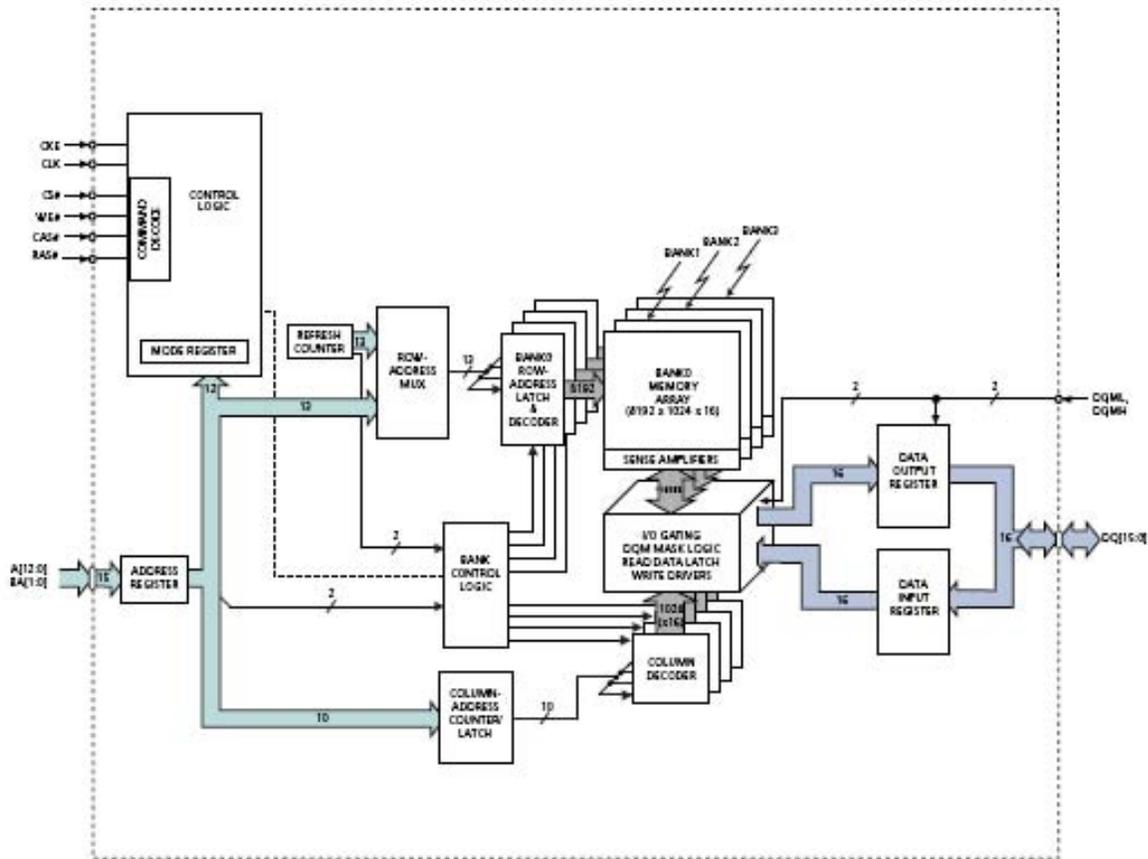 CKE
CLK
CS#
WE#
CAS#
RAS#
COMMAND
DECODE
CONTROL
LOGIC
MODE REGISTER
12
REFRESH
COUNTER
13
13
ROW-
ADDRESS
MUX
13
BANK0
ROW-
ADDRESS
LATCH
&
DECODER
8192
BANK1
BANK2
BANK3
BANK0
MEMORY
ARRAY
(8192 x 1024 x 16)
SENSE AMPLIFIERS
I/O GATING
DQM MASK LOGIC
READ DATA LATCH
WRITE DRIVERS
2
2
DQML,
DQMH
16
DATA
OUTPUT
REGISTER
16
DQ[15:0]
16
DATA
INPUT
REGISTER
A[12:0]
BA[1:0]
15
ADDRESS
REGISTER
2
2
BANK
CONTROL
LOGIC
1024
(x16)
COLUMN
DECODER
10
COLUMN-
ADDRESS
COUNTER/
LATCH
10